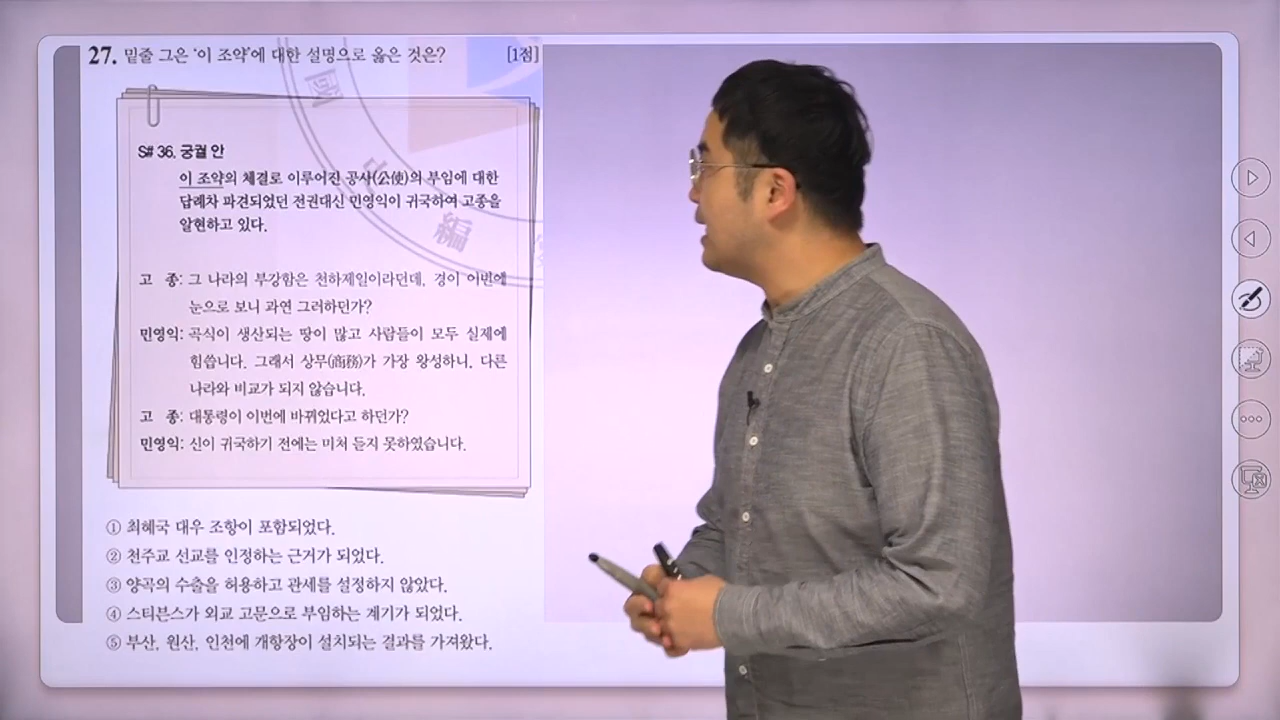 27. 밑줄 그은 '이 조약'에 대한 설명으로 옳은 것은? [1점]
S# 36. 궁궐 안
이 조약의 체결로 이루어진 공사(公使)의 부임에 대한
답례차 파견되었던 전권대신 민영익이 귀국하여 고종을
알현하고 있다.
고 종: 그 나라의 부강함은 천하제일이라던데, 경이 이번에
눈으로 보니 과연 그러하던가?
민영익: 곡식이 생산되는 땅이 많고 사람들이 모두 실제에
힘씁니다. 그래서 상무(商務)가 가장 왕성하니, 다른
나라와 비교가 되지 않습니다.
고 종: 대통령이 이번에 바뀌었다고 하던가?
민영익: 신이 귀국하기 전에는 미처 듣지 못하였습니다.
① 최혜국 대우 조항이 포함되었다.
② 천주교 선교를 인정하는 근거가 되었다.
③ 양곡의 수출을 허용하고 관세를 설정하지 않았다.
④ 스티븐스가 외교 고문으로 부임하는 계기가 되었다.
⑤ 부산, 원산, 인천에 개항장이 설치되는 결과를 가져왔다.
國
編